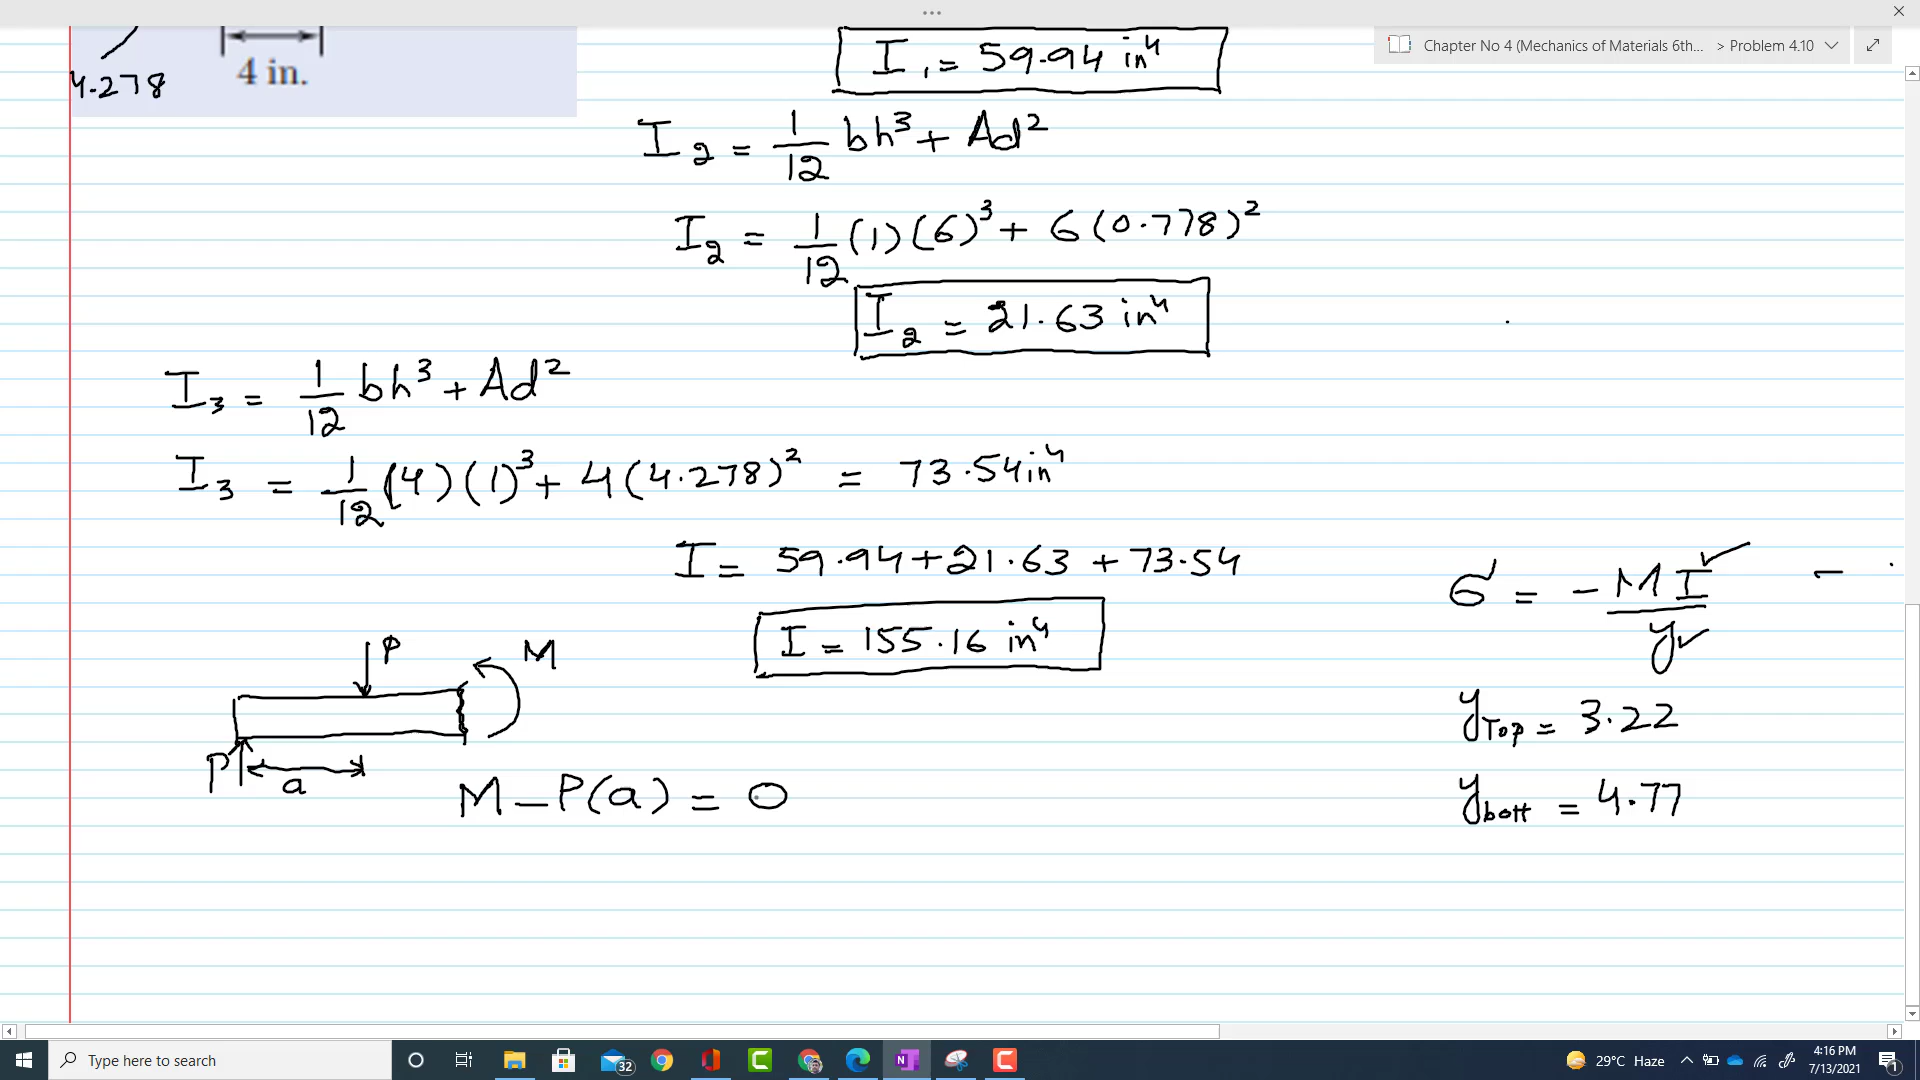 Chapter No 4 (Mechanics of Materials 6th... > Problem 4.10
4.278
4 in.
I₁ = 59.94 in⁴
I₂ = 1/12 bh³ + Ad²
I₂ = 1/12 (1)(6)³ + 6(0.778)²
I₂ = 21.63 in⁴
I₃ = 1/12 bh³ + Ad²
I₃ = 1/12 (4)(1)³ + 4(4.278)² = 73.54 in⁴
I = 59.94 + 21.63 + 73.54
I = 155.16 in⁴
σ = - M I / y
y Top = 3.22
y bott = 4.77
P
M
P
a
M - P(a) = 0
Type here to search
32
29°C Haze
4:16 PM
7/13/2021
1